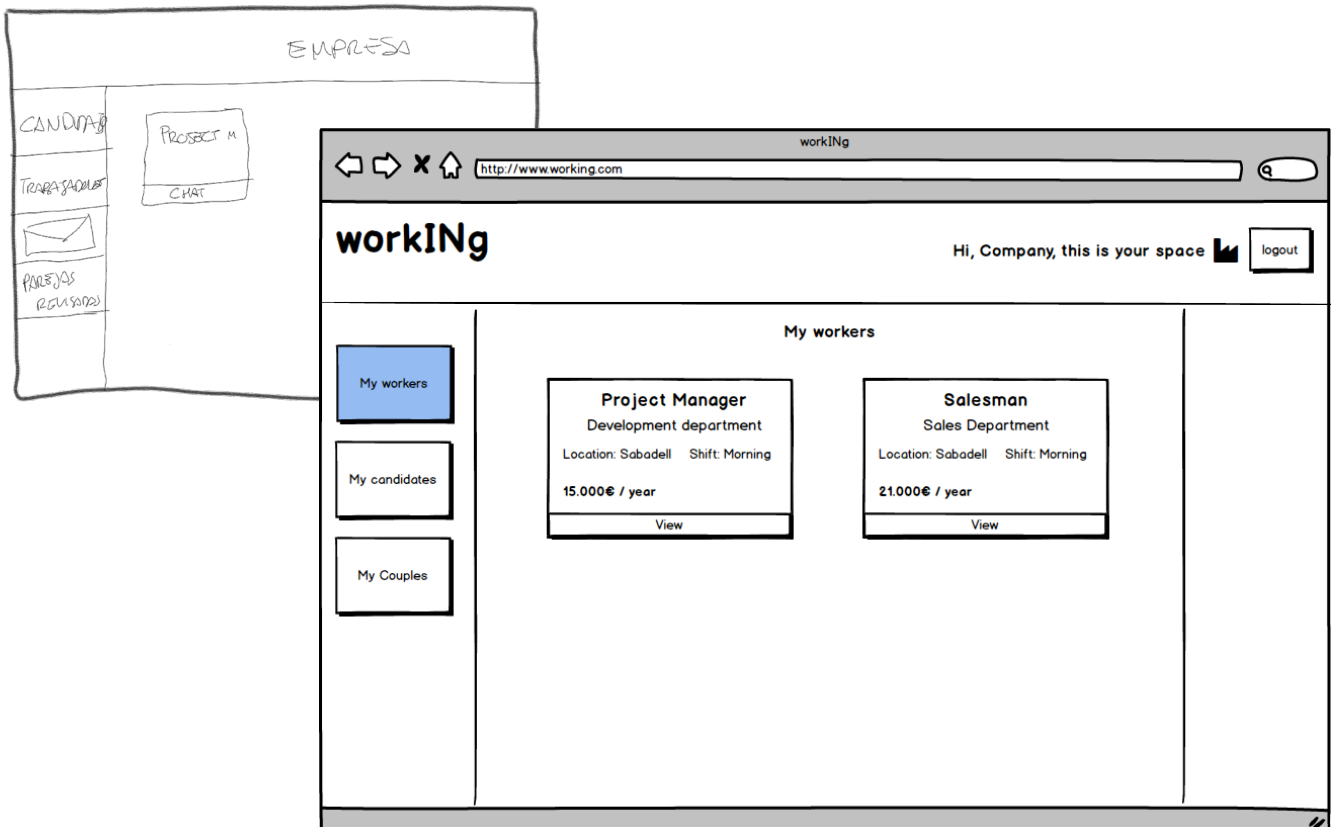 EMPRESA
CANDIDAT
TRABAJADORES
PAREJAS
REVISADAS
PROJECT M
CHAT
workINg
http://www.working.com
workINg
Hi, Company, this is your space
logout
My workers
My candidates
My Couples
My workers
Project Manager
Development department
Location: Sabadell Shift: Morning
15.000€ / year
View
Salesman
Sales Department
Location: Sabadell Shift: Morning
21.000€ / year
View